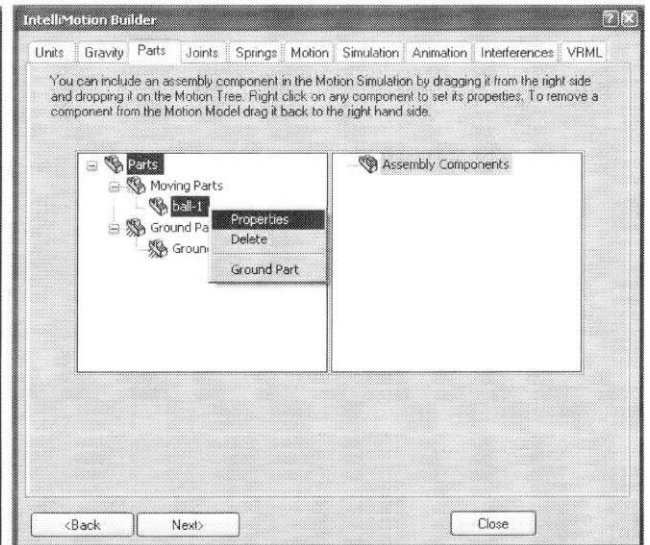 IntelliMotion Builder
Units Gravity Parts Joints Springs Motion Simulation Animation Interferences VRML
You can include an assembly component in the Motion Simulation by dragging it from the right side
and dropping it on the Motion Tree. Right click on any component to set its properties. To remove a
component from the Motion Model drag it back to the right hand side.
Parts
Moving Parts
ball-1
Ground Pa
Groun
Properties
Delete
Ground Part
Assembly Components
<Back Next> Close